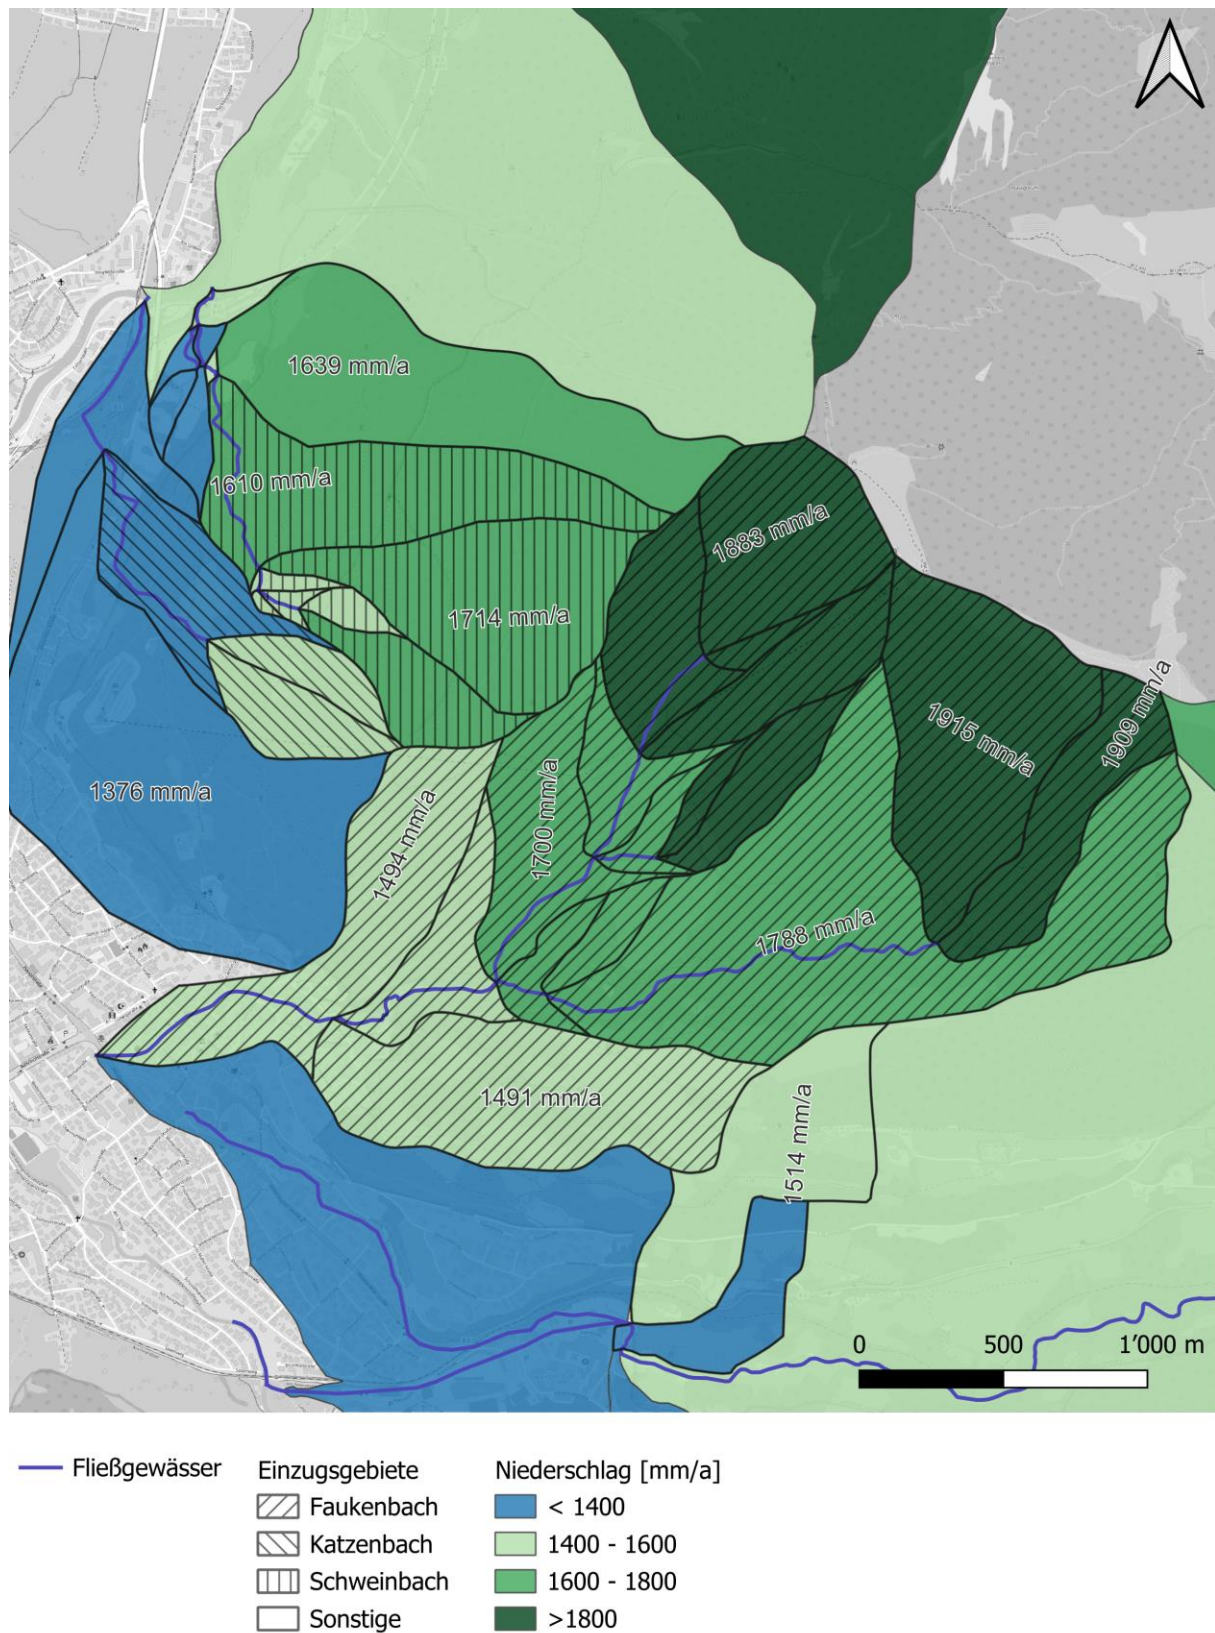 1639 mm/a
1610 mm/a
1883 mm/a
1714 mm/a
1915 mm/a
1909 mm/a
1376 mm/a
1494 mm/a
1700 mm/a
1788 mm/a
1491 mm/a
1514 mm/a
0 500 1'000 m
Fließgewässer
Einzugsgebiete
Faukenbach
Katzenbach
Schweinbach
Sonstige
Niederschlag [mm/a]
< 1400
1400 - 1600
1600 - 1800
>1800